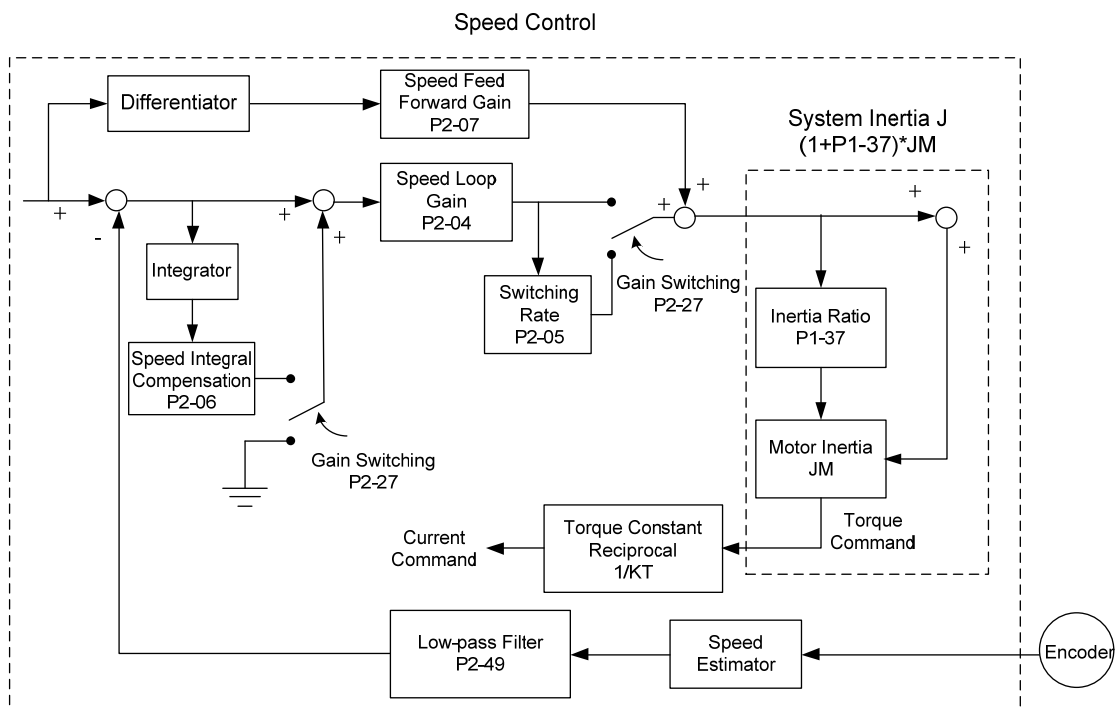 Speed Control
Differentiator
Speed Feed
Forward Gain
P2-07
System Inertia J
(1+P1-37)*JM
+
-
+
+
Speed Loop
Gain
P2-04
+
+
+
+
Integrator
Switching
Rate
P2-05
Gain Switching
P2-27
Inertia Ratio
P1-37
Speed Integral
Compensation
P2-06
Gain Switching
P2-27
Motor Inertia
JM
Current
Command
Torque Constant
Reciprocal
1/KT
Torque
Command
Low-pass Filter
P2-49
Speed
Estimator
Encoder